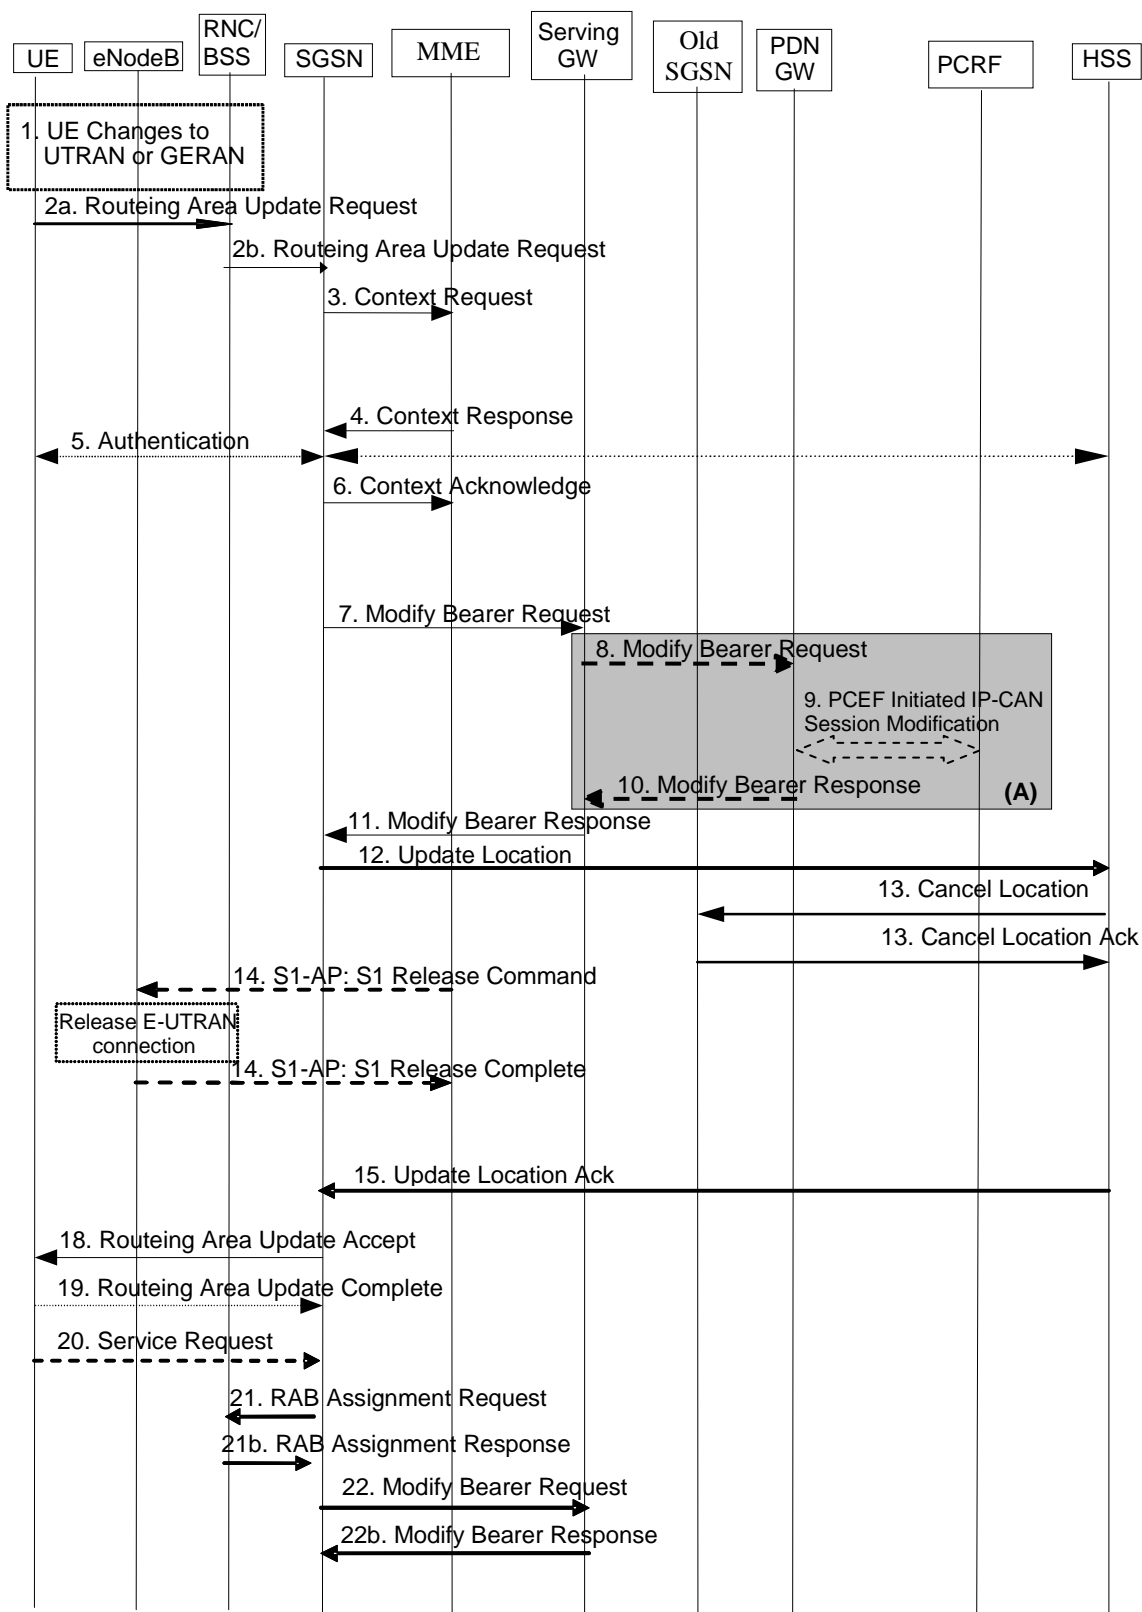 UE
eNodeB
RNC/
BSS
SGSN
MME
Serving
GW
Old
SGSN
PDN
GW
PCRF
HSS
1. UE Changes to
UTRAN or GERAN
2a. Routeing Area Update Request
2b. Routeing Area Update Request
3. Context Request
4. Context Response
5. Authentication
6. Context Acknowledge
7. Modify Bearer Request
8. Modify Bearer Request
9. PCEF Initiated IP-CAN
Session Modification
10. Modify Bearer Response
(A)
11. Modify Bearer Response
12. Update Location
13. Cancel Location
13. Cancel Location Ack
14. S1-AP: S1 Release Command
Release E-UTRAN
connection
14. S1-AP: S1 Release Complete
15. Update Location Ack
18. Routeing Area Update Accept
19. Routeing Area Update Complete
20. Service Request
21. RAB Assignment Request
21b. RAB Assignment Response
22. Modify Bearer Request
22b. Modify Bearer Response